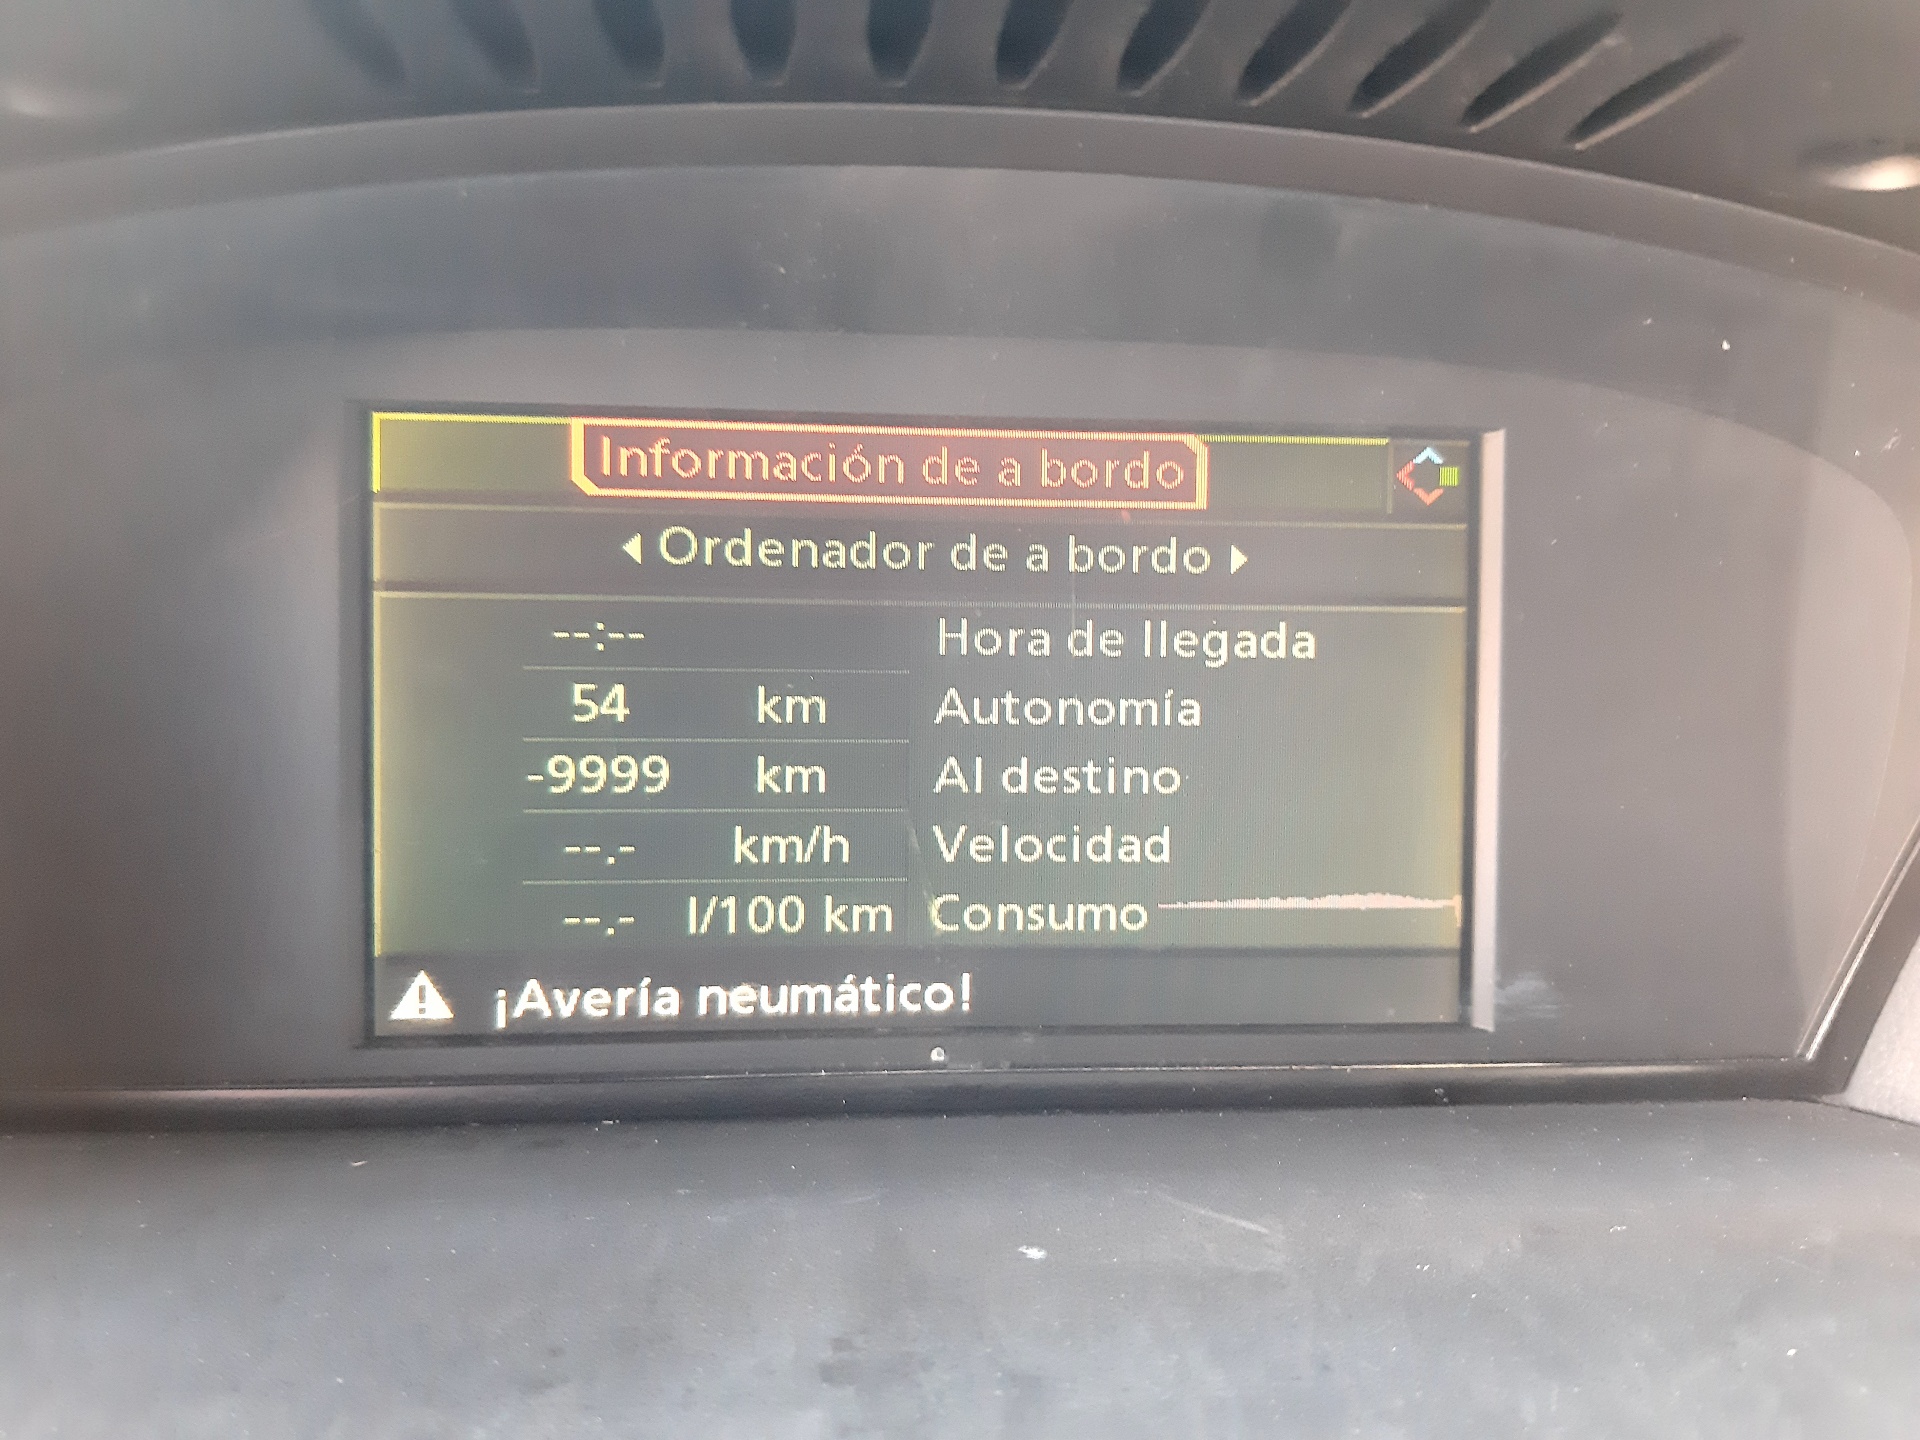 Información de a bordo
Ordenador de a bordo
--:-- Hora de llegada
54 km Autonomía
-9999 km Al destino
--.- km/h Velocidad
--.- l/100 km Consumo
¡Avería neumático!